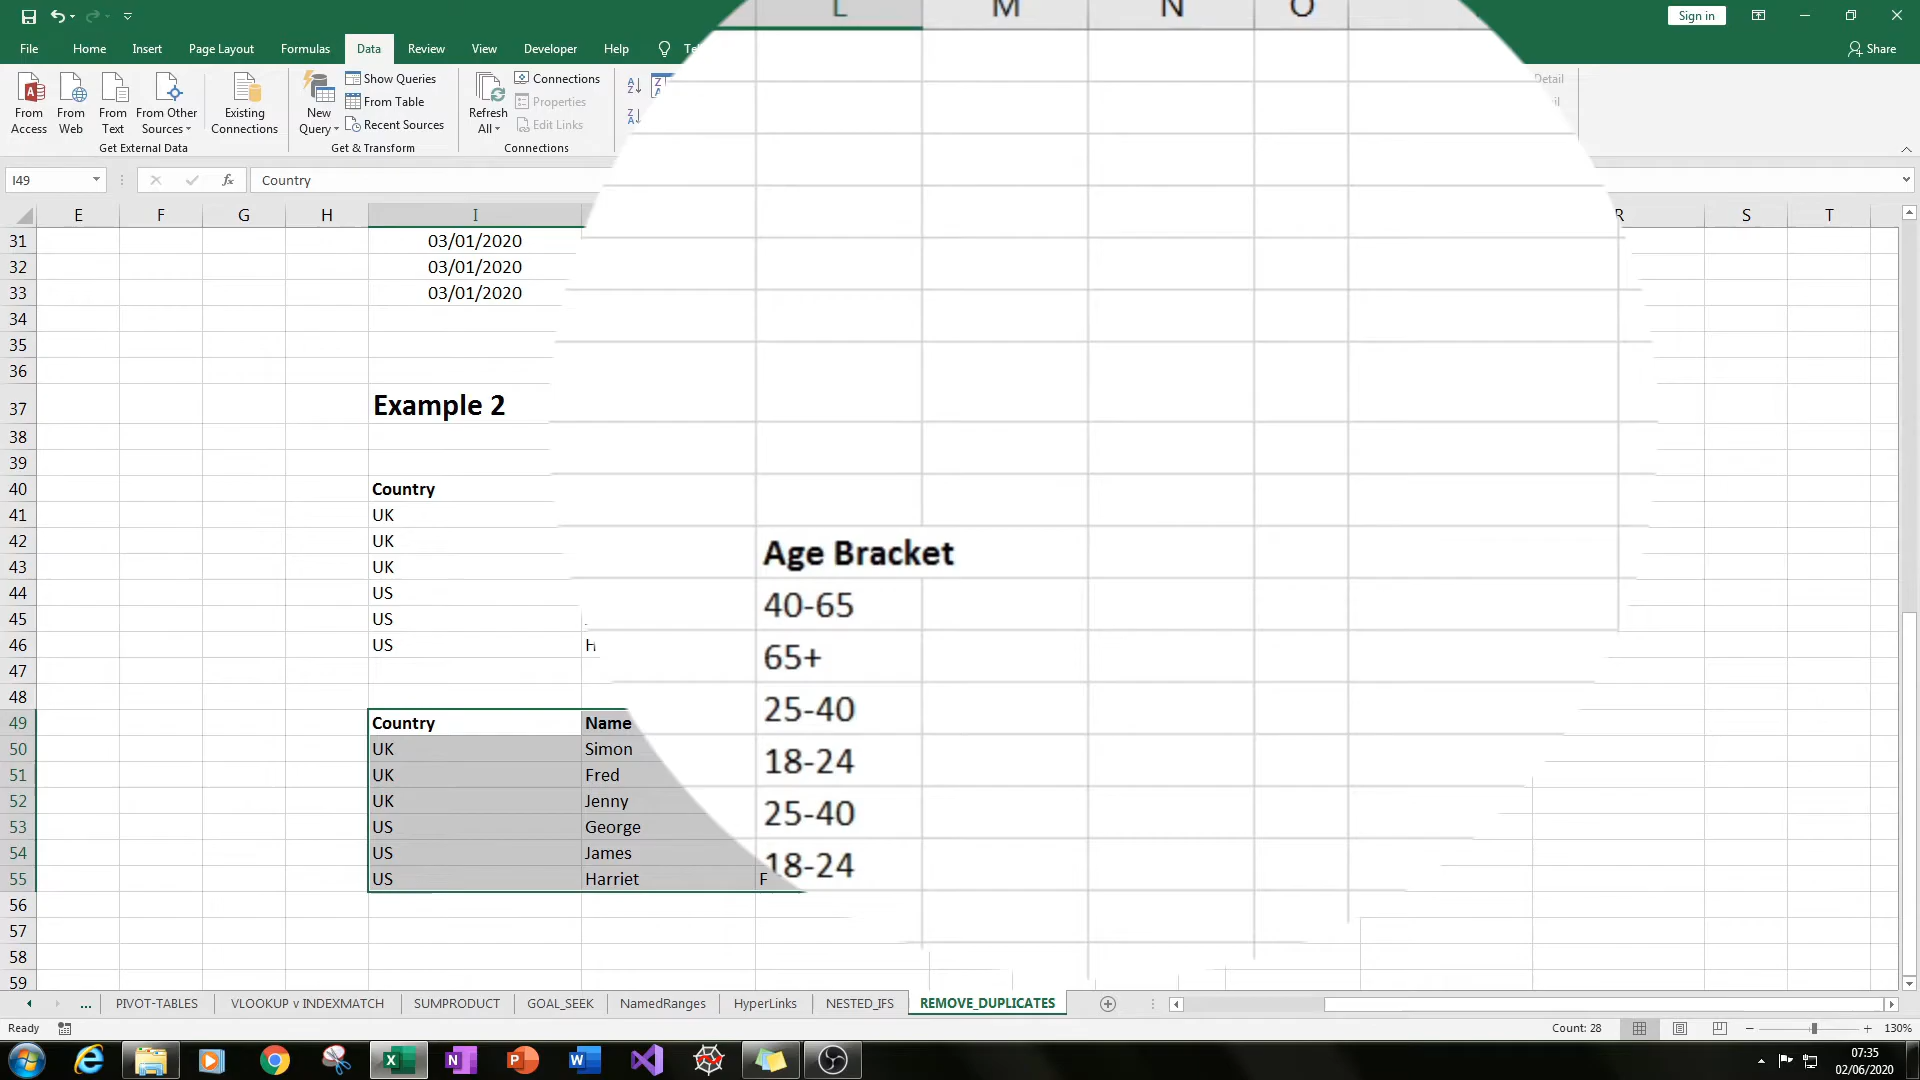 Sign in
File Home Insert Page Layout Formulas Data Review View Developer Help
Share
From Access
From Web
From Text
From Other Sources
Existing Connections
Get External Data
New Query
Show Queries
From Table
Recent Sources
Get & Transform
Refresh All
Connections
Properties
Edit Links
Connections
Detail
I49
fx
Country
E F G H I L M N O R S T
31 03/01/2020
32 03/01/2020
33 03/01/2020
34
35
36
37 Example 2
38
39
40 Country
41 UK
42 UK
43 UK
44 US
45 US
46 US H
47
48
49 Country Name
50 UK Simon
51 UK Fred
52 UK Jenny
53 US George
54 US James
55 US Harriet F
56
57
58
59
Age Bracket
40-65
65+
25-40
18-24
25-40
18-24
... PIVOT-TABLES VLOOKUP v INDEXMATCH SUMPRODUCT GOAL_SEEK NamedRanges HyperLinks NESTED_IFS REMOVE_DUPLICATES
Ready
Count: 28
130%
07:35
02/06/2020